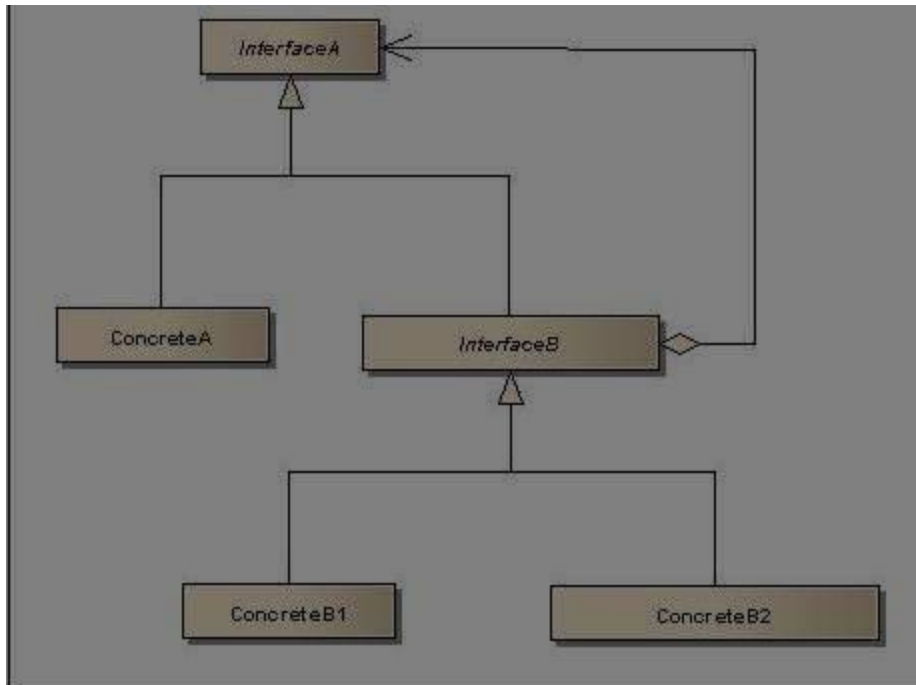 InterfaceA
ConcreteA
InterfaceB
ConcreteB1
ConcreteB2